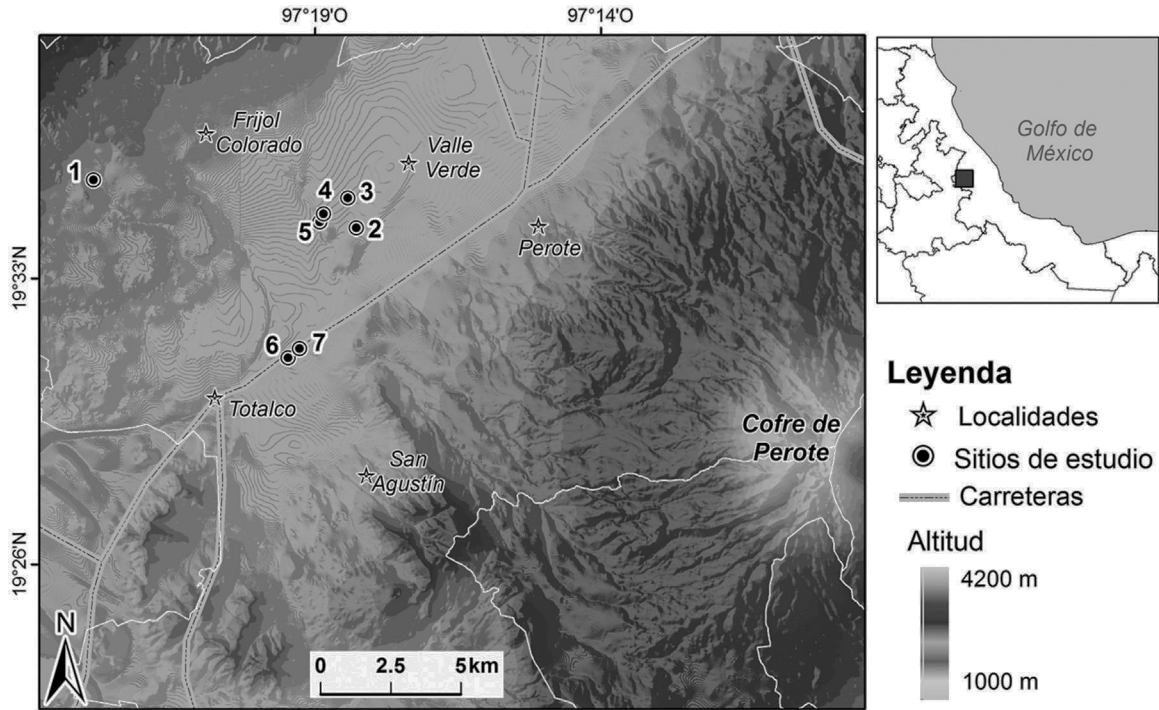 97°19'O
97°14'O
19°33'N
19°26'N
Frijol
Colorado
Valle
Verde
1
4
3
5
2
Perote
6
7
Totalco
San
Agustín
Cofre de
Perote
N
0 2.5 5 km
Golfo de
México
Leyenda
Localidades
Sitios de estudio
Carreteras
Altitud
4200 m
1000 m